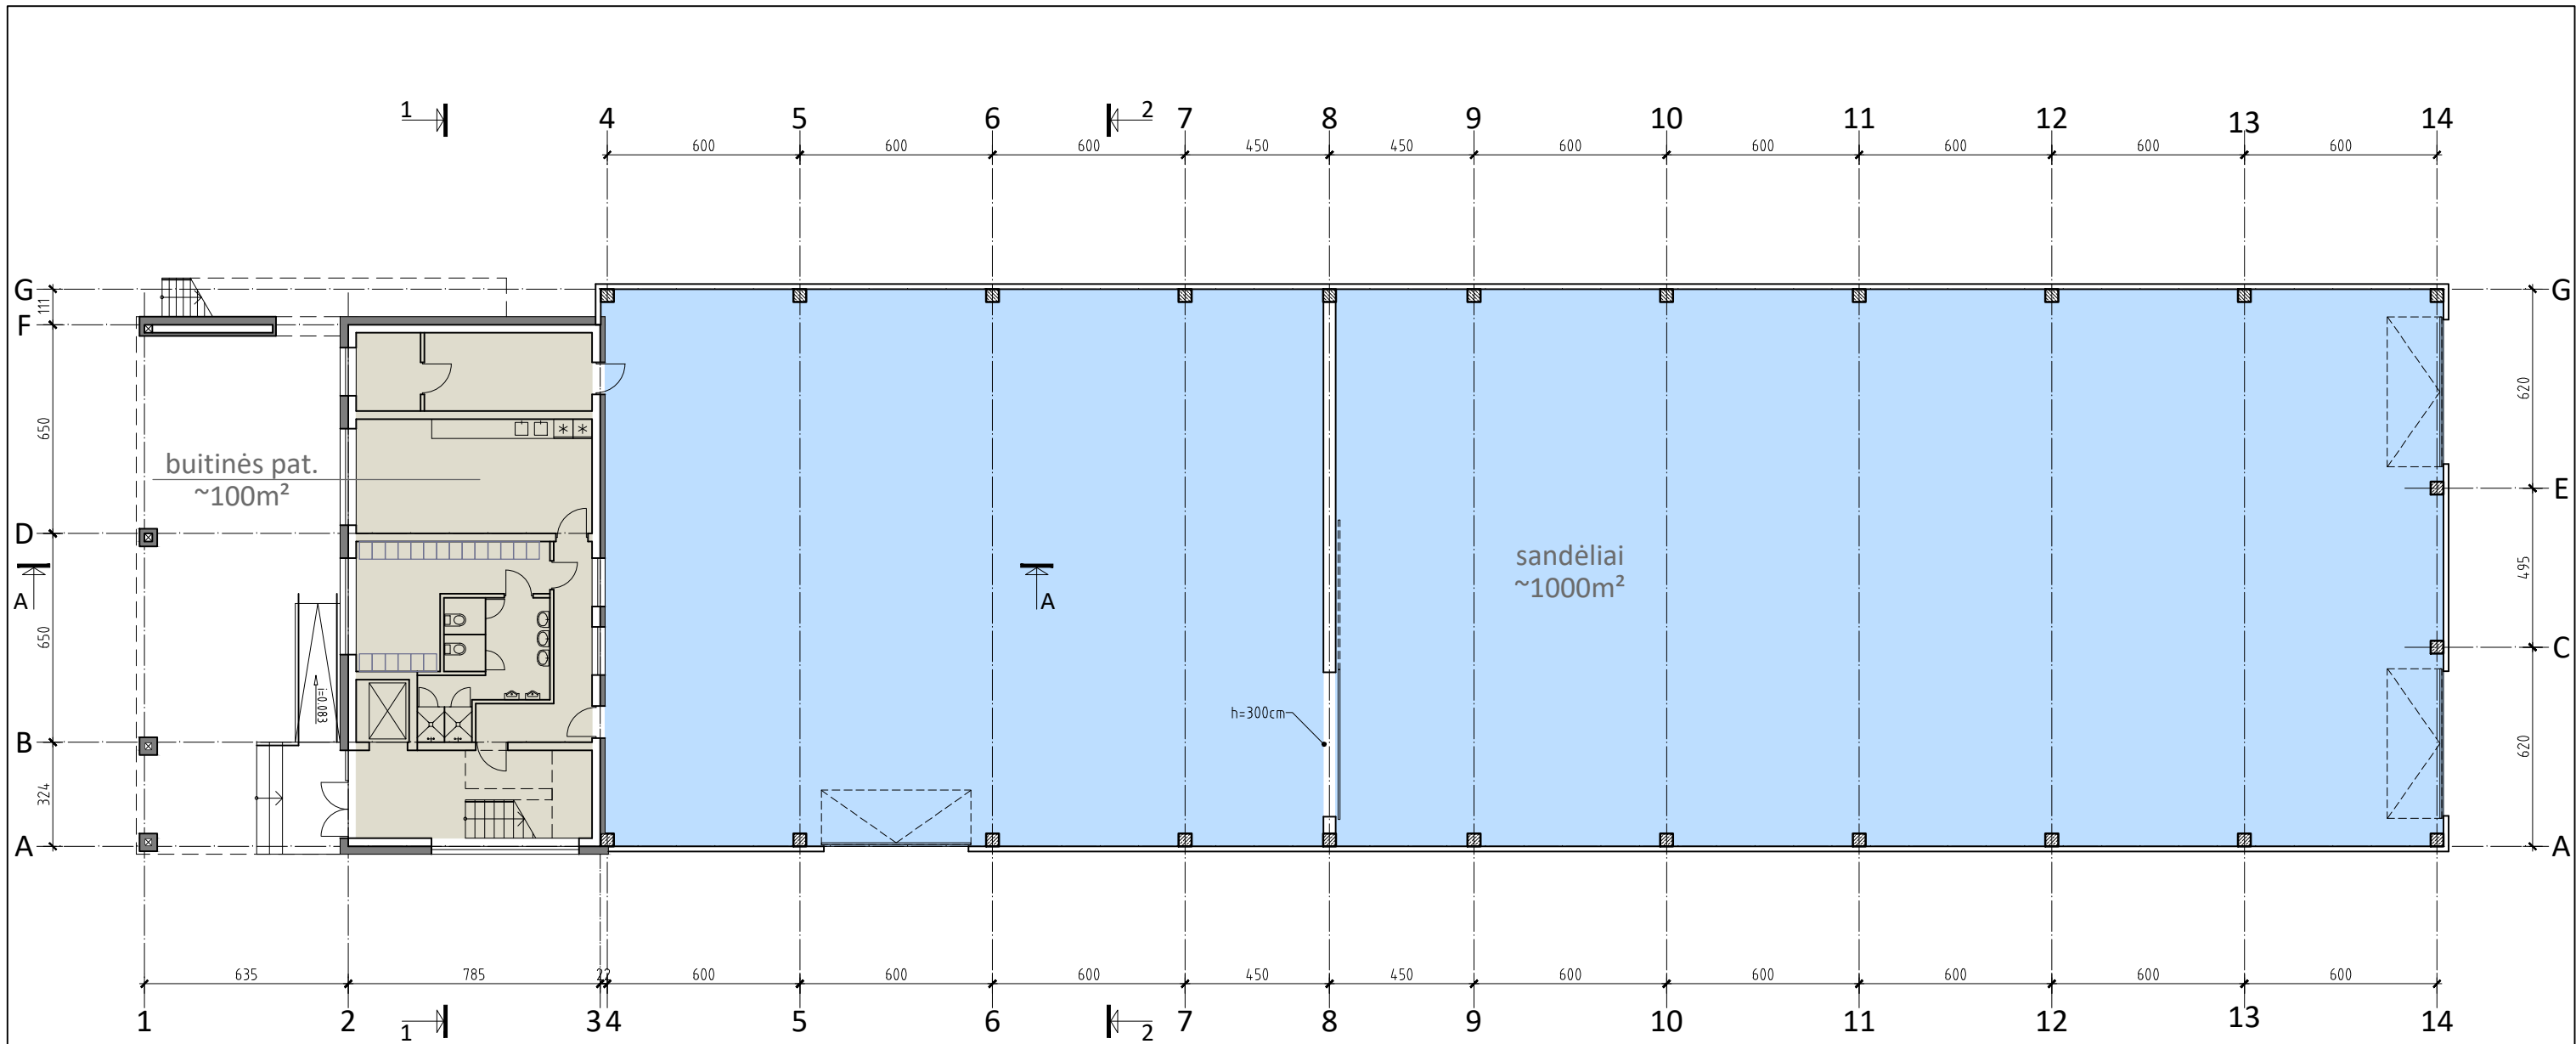 1 2
4 5 6 7 8 9 10 11 12 13 14
600 600 600 450 450 600 600 600 600 600
G G
111
F
620
650
buitinės pat.
~100m²
E
D
sandėliai
~1000m²
495
A A
650
C
i=0.083
h=300cm
B
620
324
A A
635 785 22 600 600 600 450 450 600 600 600 600 600
1 2 3 4 5 6 7 8 9 10 11 12 13 14
1 2